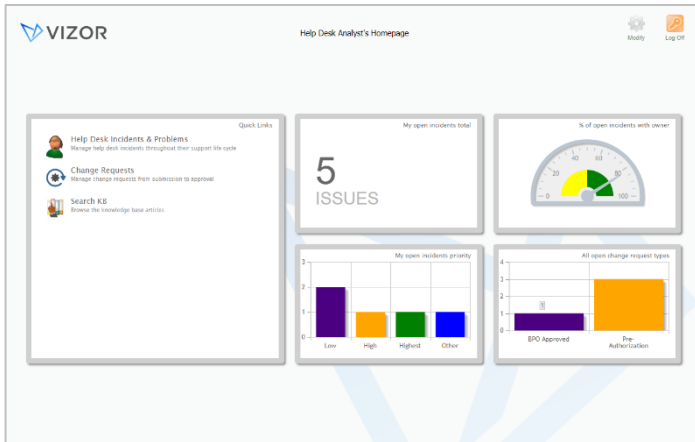 VIZOR
Help Desk Analyst's Homepage
Modify
Log Off
Quick Links
Help Desk Incidents & Problems
Manage help desk incidents throughout their support life cycle
Change Requests
Manage change requests from submission to approval
Search KB
Browse the knowledge base articles
My open incidents total
5
ISSUES
% of open incidents with owner
0
20
40
60
80
100
My open incidents priority
3
2
1
0
Low
High
Highest
Other
All open change request types
4
3
2
1
0
BPO Approved
Pre-
Authorization